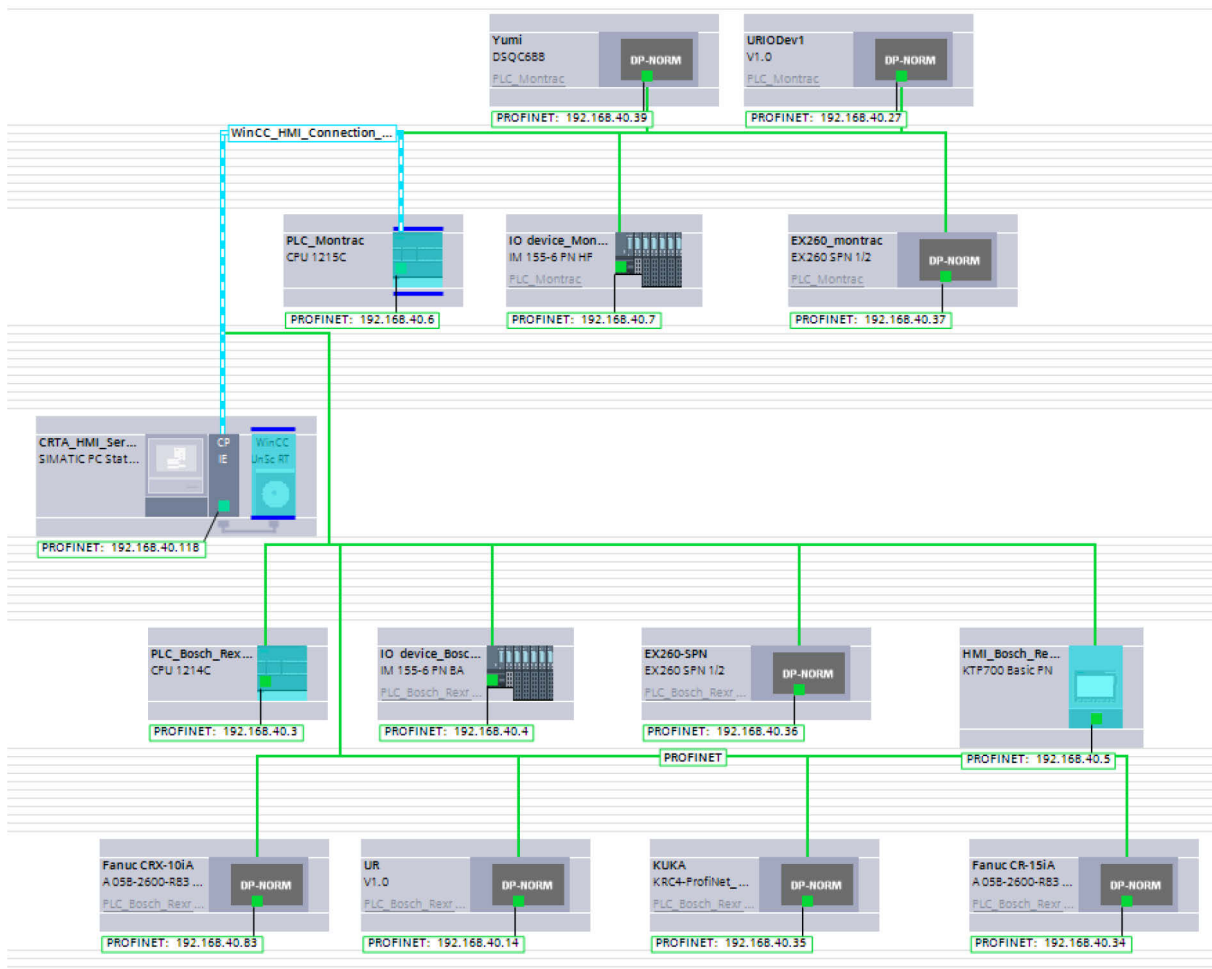 Yumi
DSQC688
PLC_Montrac
DP-NORM
PROFINET: 192.168.40.39
URIODev1
V1.0
PLC_Montrac
DP-NORM
PROFINET: 192.168.40.27
WinCC_HMI_Connection_...
PLC_Montrac
CPU 1215C
PROFINET: 192.168.40.6
IO device_Mon...
IM 155-6 PN HF
PLC_Montrac
PROFINET: 192.168.40.7
EX260_montrac
EX260 SPN 1/2
PLC_Montrac
DP-NORM
PROFINET: 192.168.40.37
CRTA_HMI_Ser...
SIMATIC PC Stat...
CP
IE
WinCC
UnSc RT
PROFINET: 192.168.40.118
PLC_Bosch_Rex...
CPU 1214C
PROFINET: 192.168.40.3
IO device_Bosc...
IM 155-6 PN BA
PLC_Bosch_Rexr...
PROFINET: 192.168.40.4
EX260-SPN
EX260 SPN 1/2
PLC_Bosch_Rexr...
DP-NORM
PROFINET: 192.168.40.36
HMI_Bosch_Re...
KTP700 Basic PN
PROFINET: 192.168.40.5
PROFINET
Fanuc CRX-10iA
A05B-2600-R83 ...
PLC_Bosch_Rexr...
DP-NORM
PROFINET: 192.168.40.83
UR
V1.0
PLC_Bosch_Rexr...
DP-NORM
PROFINET: 192.168.40.14
KUKA
KRC4-ProfiNet_...
PLC_Bosch_Rexr...
DP-NORM
PROFINET: 192.168.40.35
Fanuc CR-15iA
A05B-2600-R83 ...
PLC_Bosch_Rexr...
DP-NORM
PROFINET: 192.168.40.34